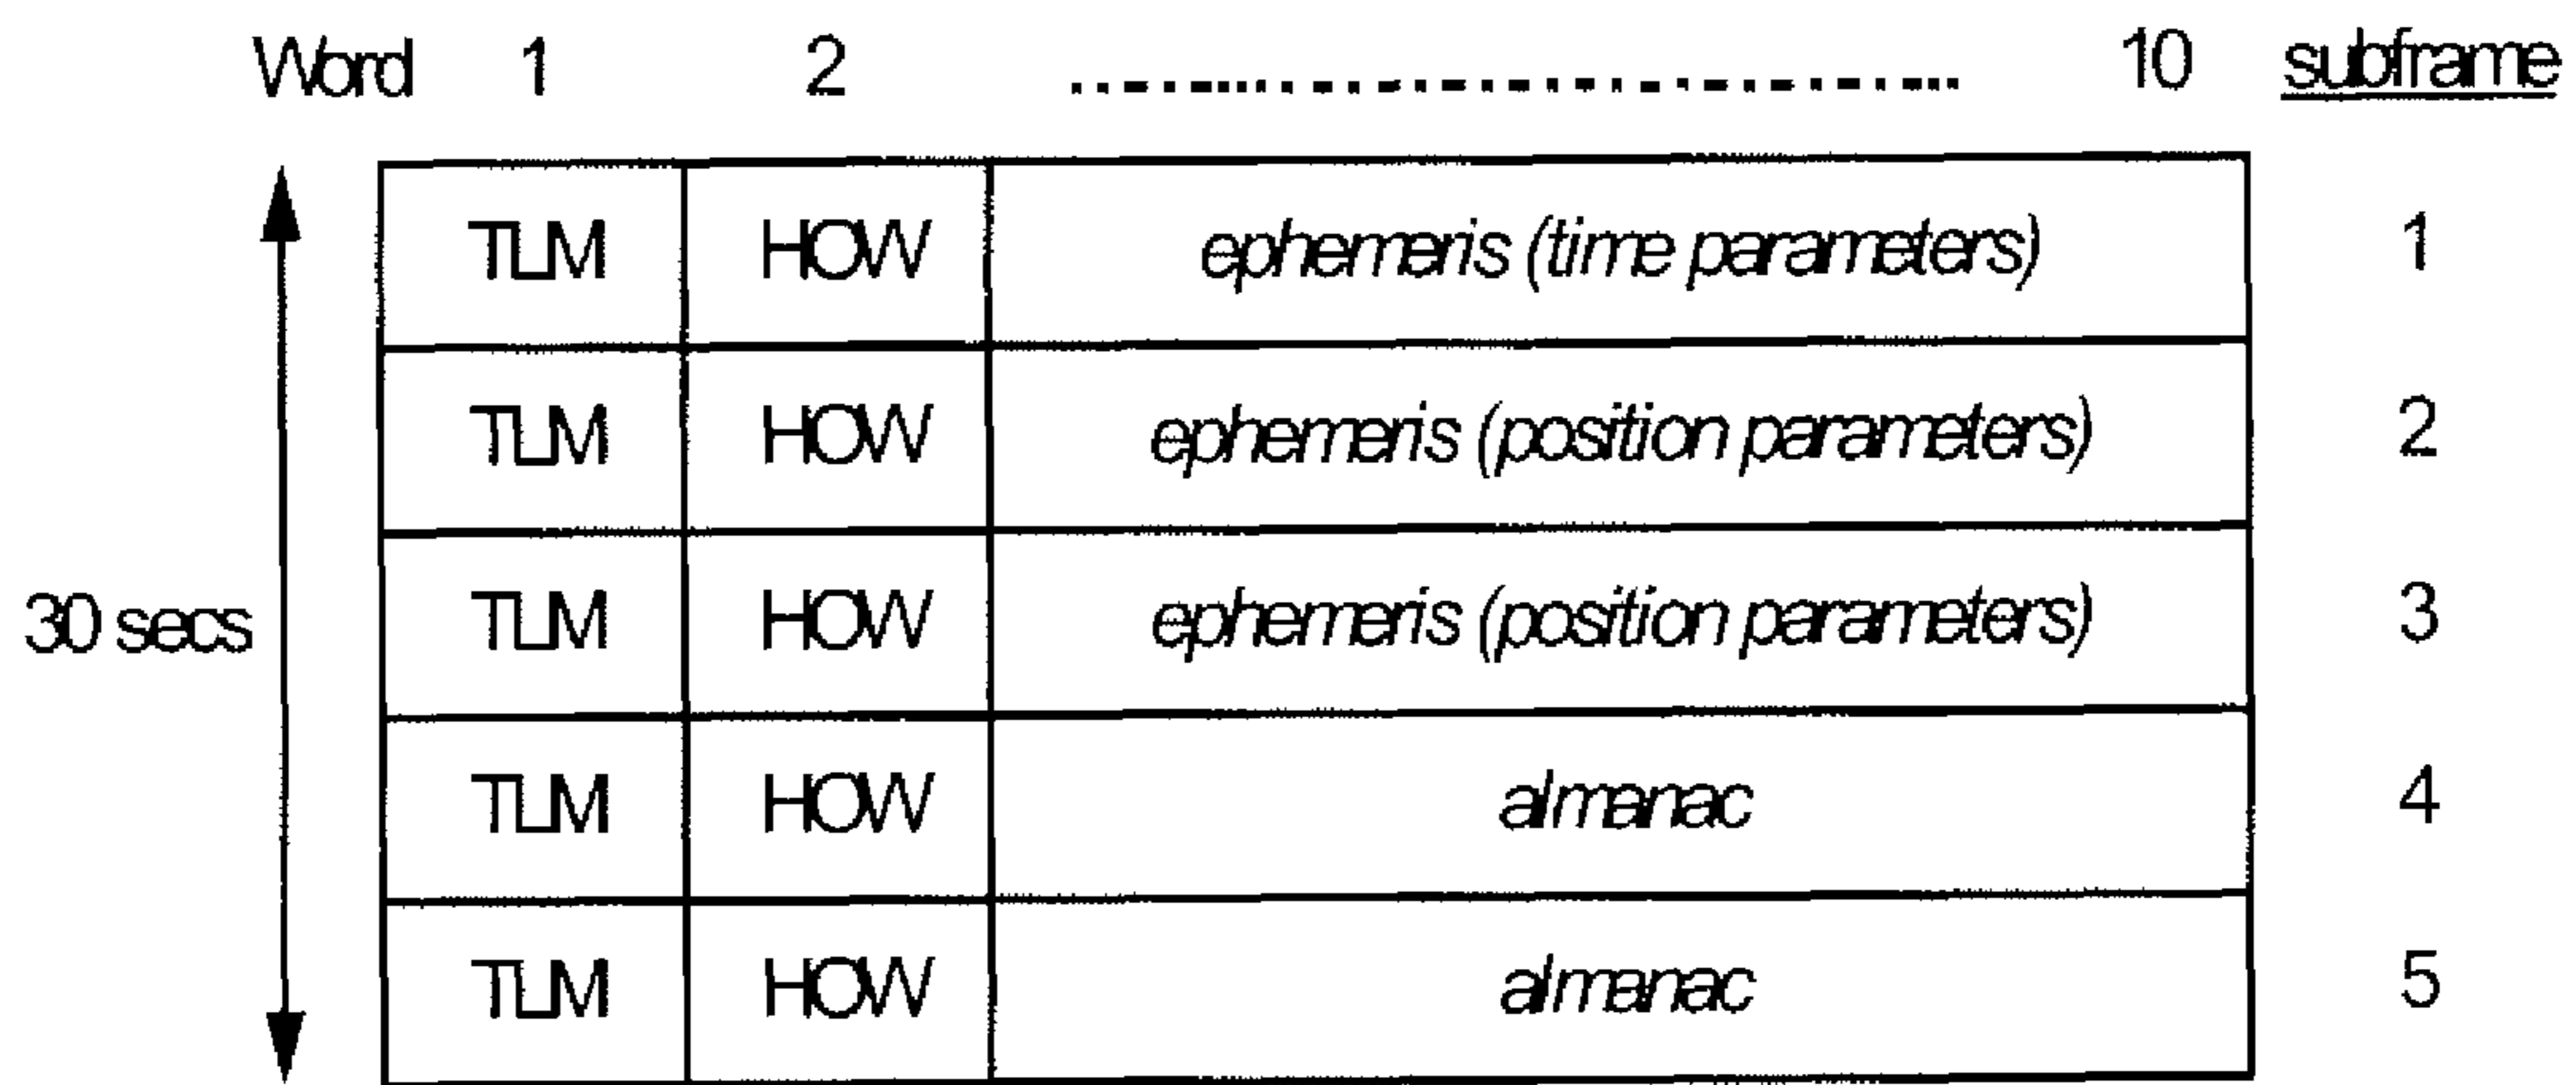 Word 1 2 10 subframe
TLM HOW ephemeris (time parameters) 1
TLM HOW ephemeris (position parameters) 2
30 secs TLM HOW ephemeris (position parameters) 3
TLM HOW almanac 4
TLM HOW almanac 5